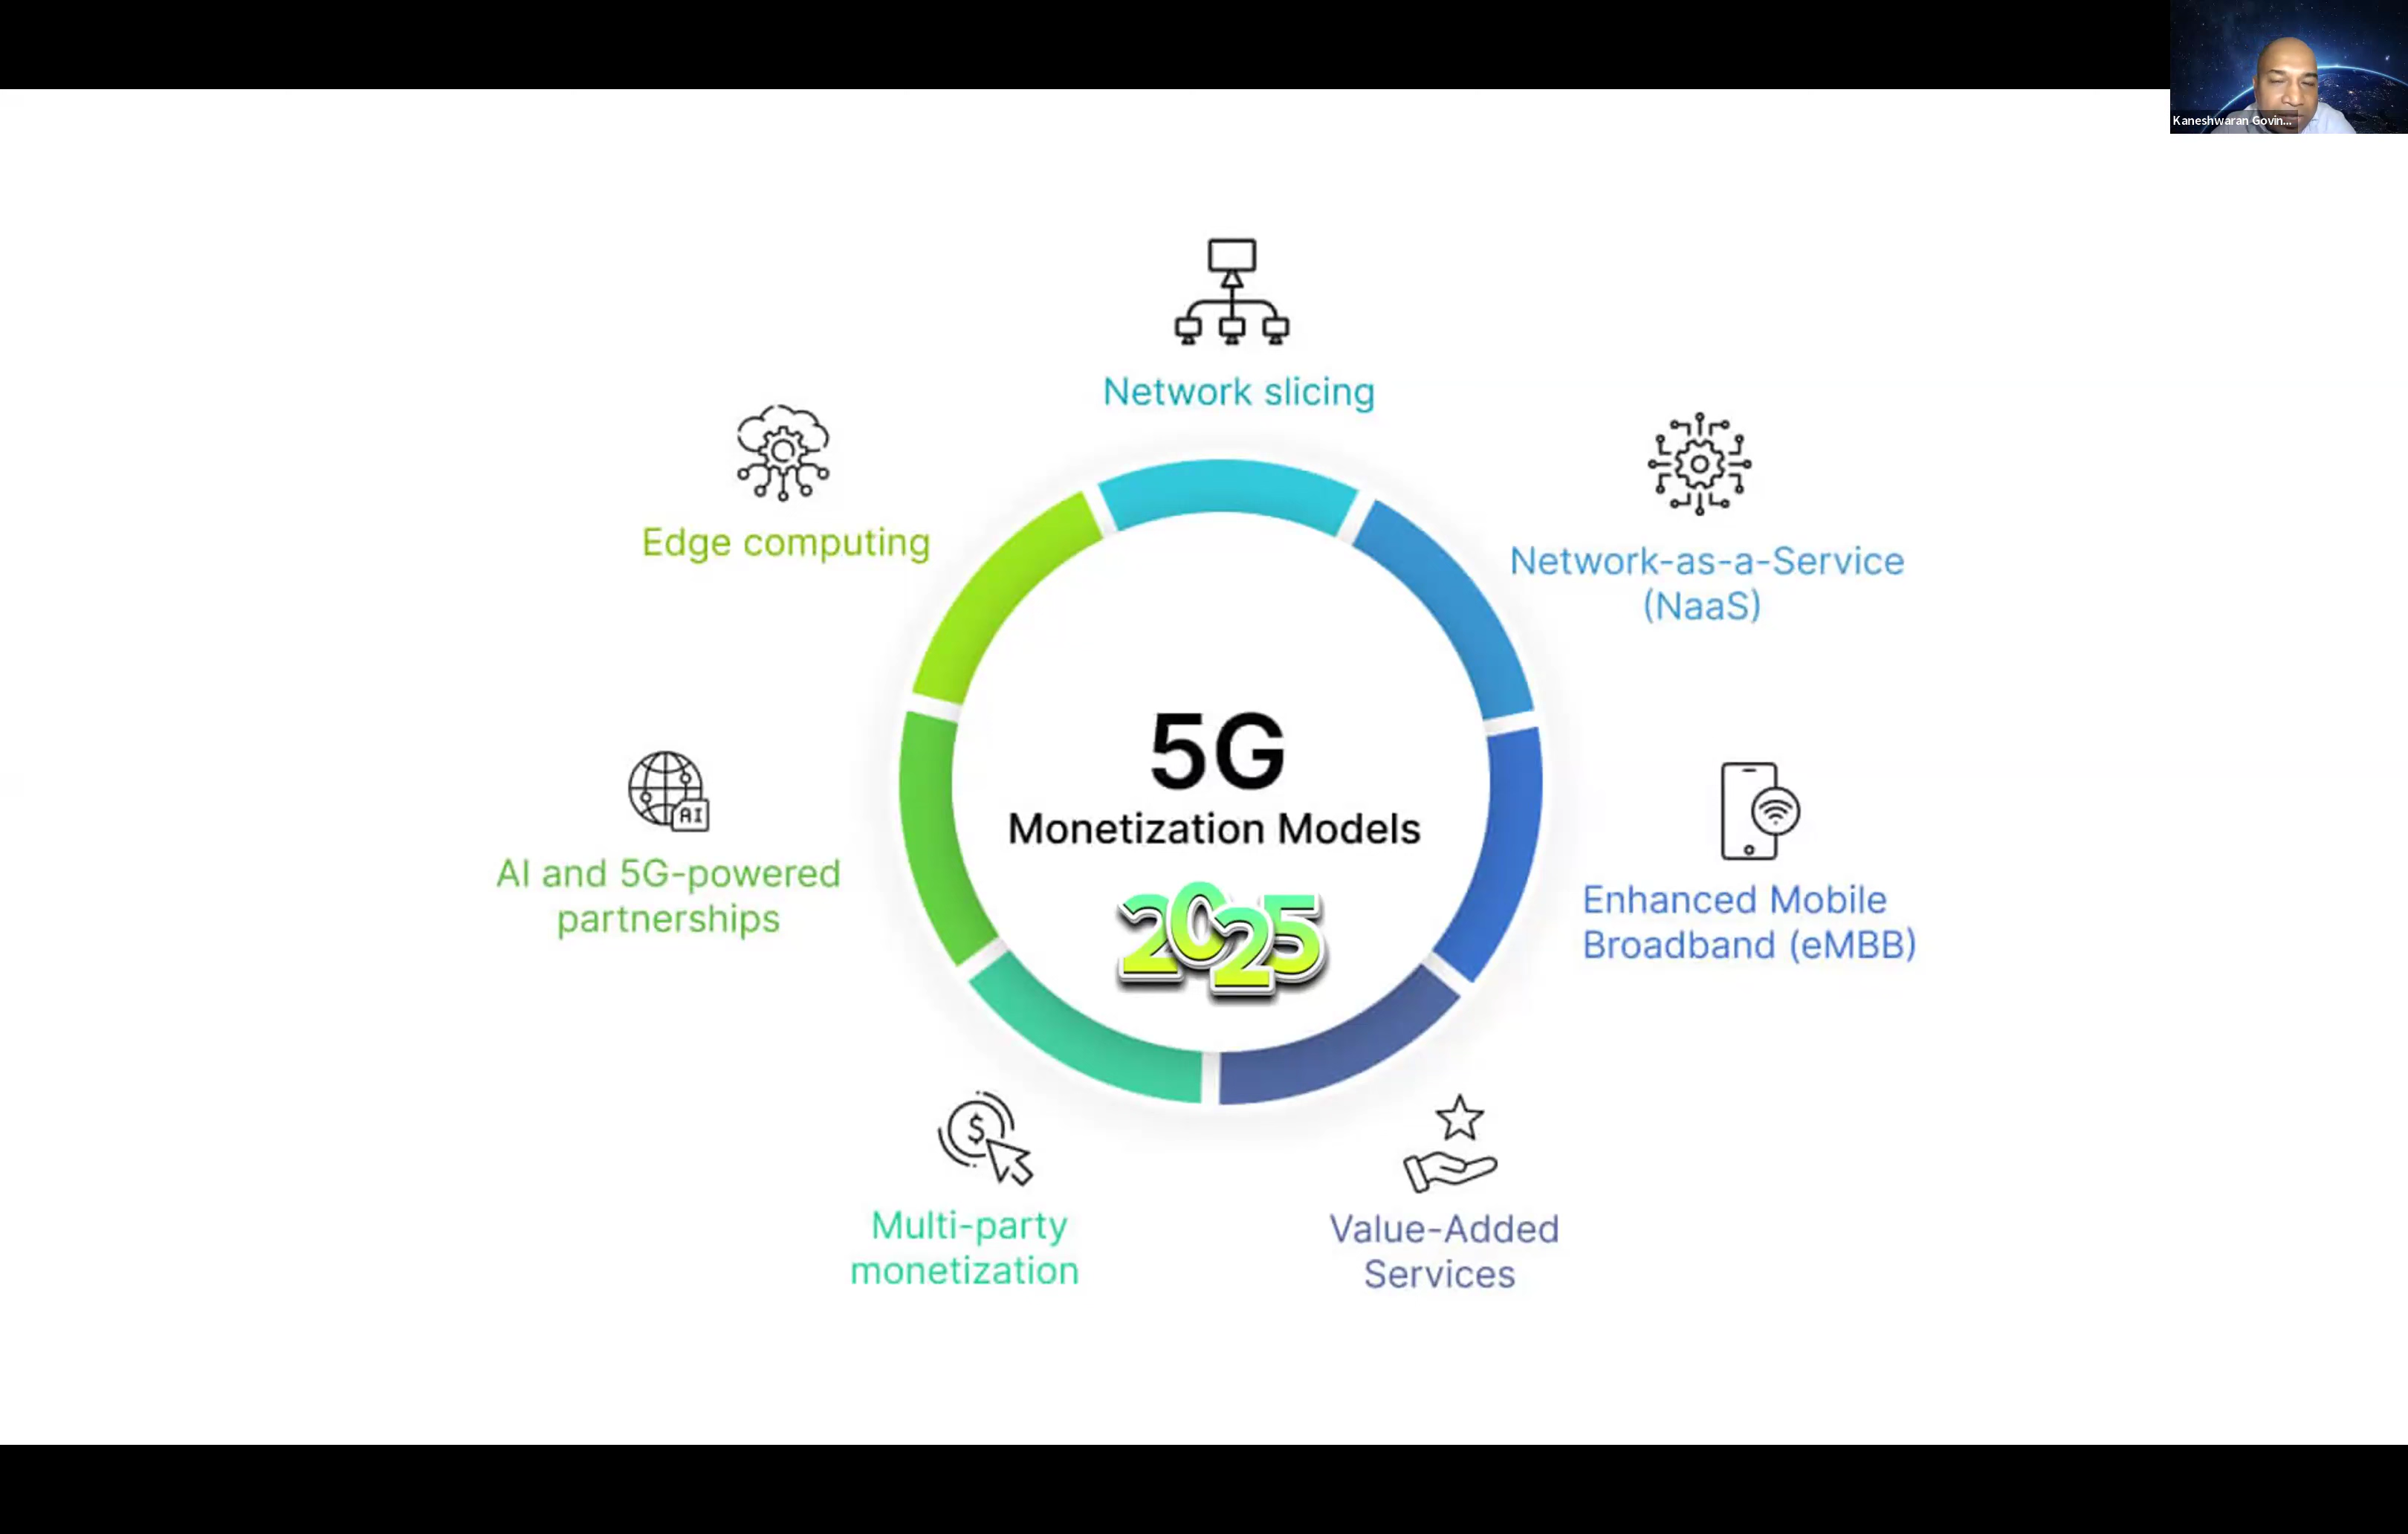 Kaneshwaran Govin...
Network slicing
Edge computing
Network-as-a-Service
(NaaS)
5G
Monetization Models
2025
AI
AI and 5G-powered
partnerships
Enhanced Mobile
Broadband (eMBB)
$
Multi-party
monetization
Value-Added
Services